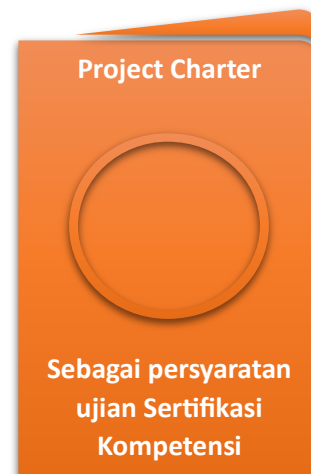 Project Charter
Sebagai persyaratan
ujian Sertifikasi
Kompetensi